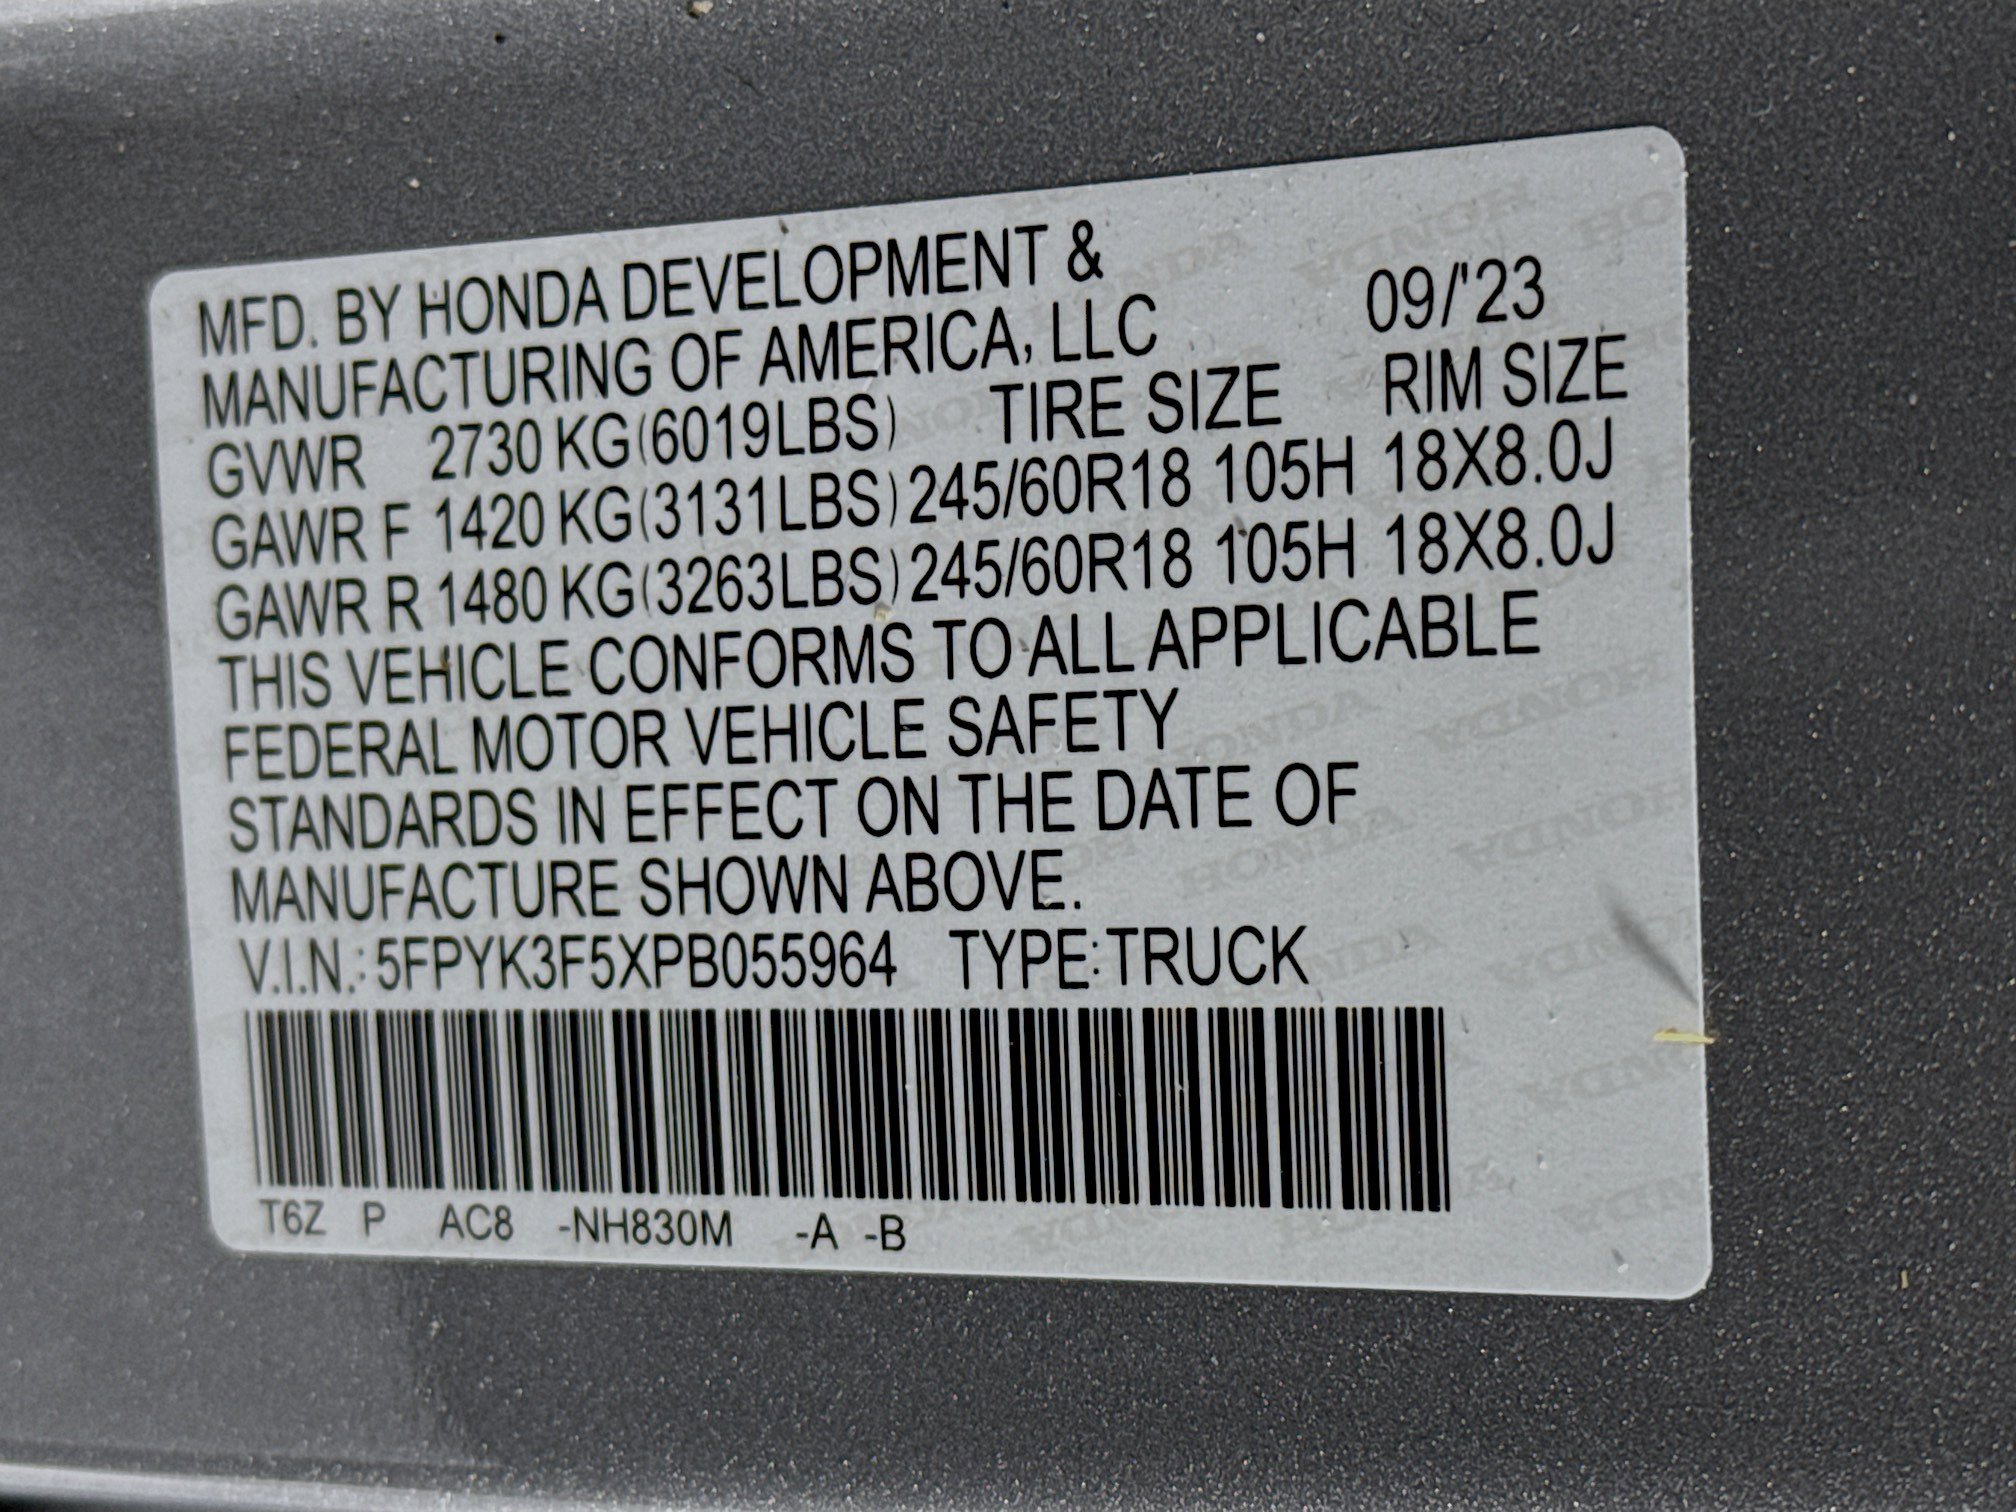 MFD. BY HONDA DEVELOPMENT &
MANUFACTURING OF AMERICA, LLC 09/'23
GVWR 2730 KG(6019LBS) TIRE SIZE RIM SIZE
GAWR F 1420 KG(3131LBS) 245/60R18 105H 18X8.0J
GAWR R 1480 KG(3263LBS) 245/60R18 105H 18X8.0J
THIS VEHICLE CONFORMS TO ALL APPLICABLE
FEDERAL MOTOR VEHICLE SAFETY
STANDARDS IN EFFECT ON THE DATE OF
MANUFACTURE SHOWN ABOVE.
V.I.N.: 5FPYK3F5XPB055964 TYPE:TRUCK
T6Z P AC8 -NH830M -A -B